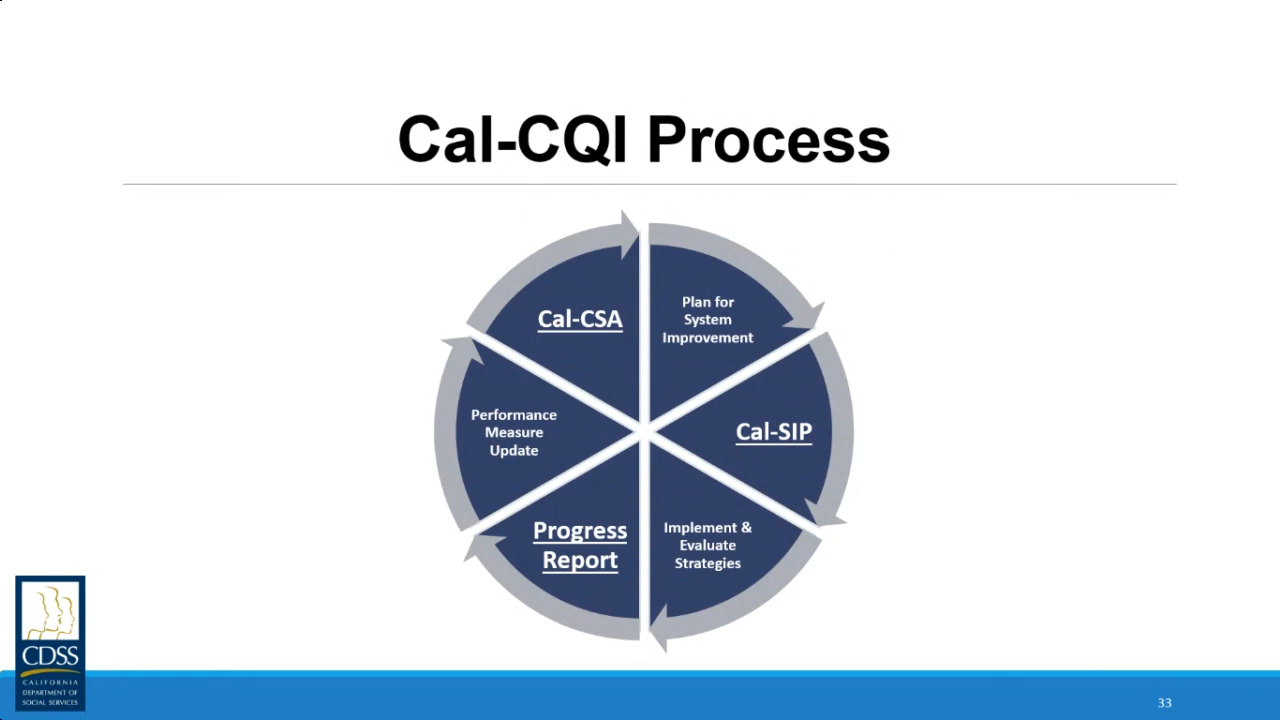 Cal-CQI Process
Cal-CSA
Plan for
System
Improvement
Cal-SIP
Implement &
Evaluate
Strategies
Progress
Report
Performance
Measure
Update
CDSS
CALIFORNIA
DEPARTMENT OF
SOCIAL SERVICES
33